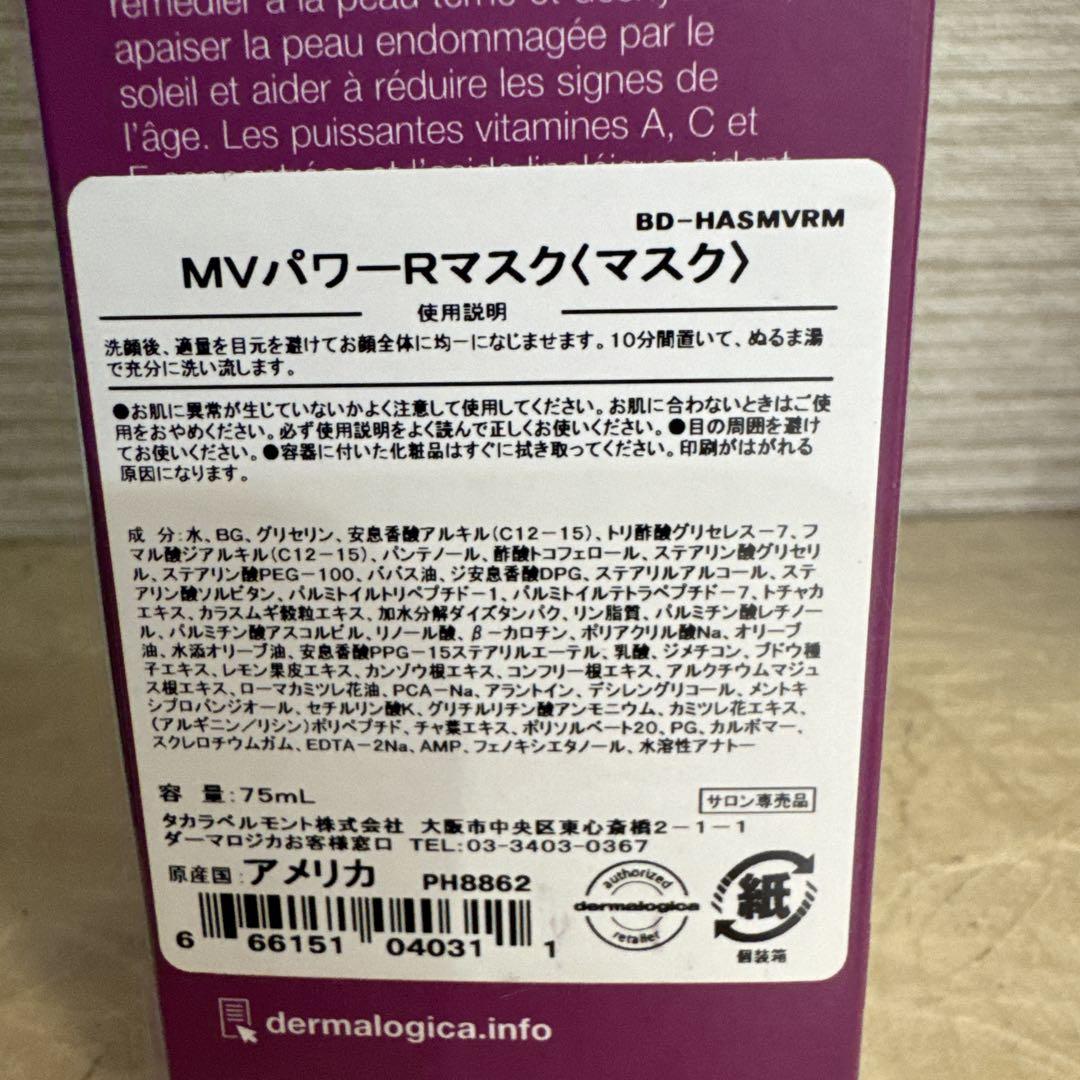 remédier à la peau terne et
apaiser la peau endommagée par le
soleil et aider à réduire les signes de
l'âge. Les puissantes vitamines A, C et
BD-HASMVRM
MVパワーRマスク〈マスク〉
使用説明
洗顔後、適量を目元を避けてお顔全体に均一になじませます。10分間置いて、ぬるま湯
で充分に洗い流します。
●お肌に異常が生じていないかよく注意して使用してください。お肌に合わないときはご使
用をおやめください。必ず使用説明をよく読んで正しくお使いください。●目の周囲を避け
てお使いください。●容器に付いた化粧品はすぐに拭き取ってください。印刷がはがれる
原因になります。
成 分:水、BG、グリセリン、安息香酸アルキル(C12-15)、トリ酢酸グリセレス-7、フ
マル酸ジアルキル(C12-15)、パンテノール、酢酸トコフェロール、ステアリン酸グリセリ
ル、ステアリン酸PEG-100、ババス油、ジ安息香酸DPG、ステアリルアルコール、ステ
アリン酸ソルビタン、パルミトイルトリペプチド-1、パルミトイルテトラペプチド-7、トチャカ
エキス、カラスムギ穀粒エキス、加水分解ダイズタンパク、リン脂質、パルミチン酸レチノー
ル、パルミチン酸アスコルビル、リノール酸、β-カロチン、ポリアクリル酸Na、オリーブ
油、水添オリーブ油、安息香酸PPG-15ステアリルエーテル、乳酸、ジメチコン、ブドウ種
子エキス、レモン果皮エキス、カンゾウ根エキス、コンフリー根エキス、アルクチウムマジュ
ス根エキス、ローマカミツレ花油、PCA-Na、アラントイン、デシレングリコール、メントキ
シプロパンジオール、セチルリン酸K、グリチルリチン酸アンモニウム、カミツレ花エキス、
(アルギニン/リシン)ポリペプチド、チャ葉エキス、ポリソルベート20、PG、カルボマー、
スクレロチウムガム、EDTA-2Na、AMP、フェノキシエタノール、水溶性アナトー
容 量:75mL
サロン専売品
タカラベルモント株式会社 大阪市中央区東心斎橋2-1-1
ダーマロジカお客様窓口 TEL:03-3403-0367
原産国:アメリカ PH8862
6 66151 04031 1
authorized
dermalogica
retailer
紙
個装箱
dermalogica.info